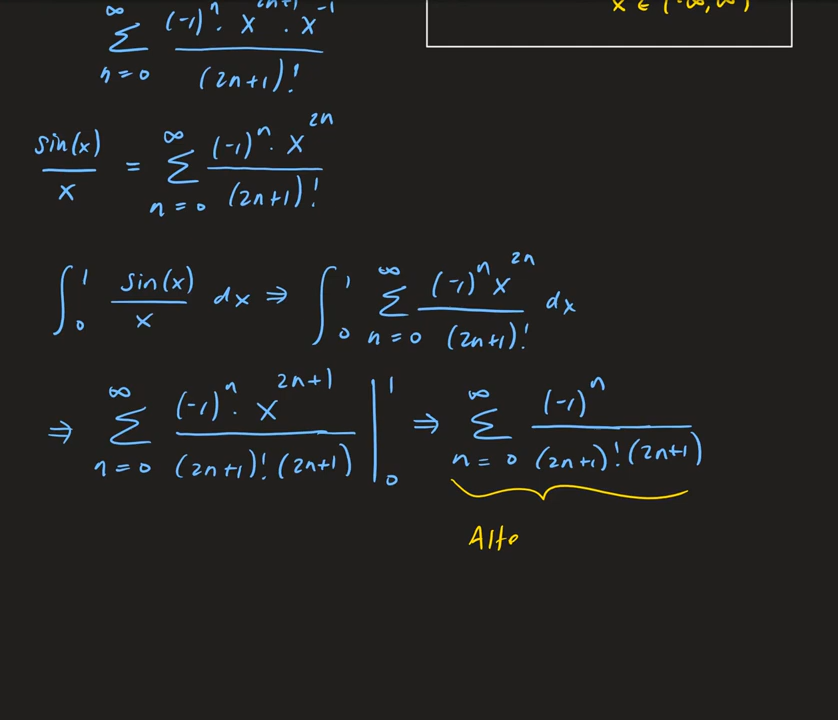 ∞ Σ n=0 (-1)^n · x^(2n+1) · x^(-1) / (2n+1)!
x ∈ (-∞, ∞)
sin(x)/x = ∞ Σ n=0 (-1)^n · x^(2n) / (2n+1)!
∫_0^1 sin(x)/x dx ⇒ ∫_0^1 ∞ Σ n=0 (-1)^n x^(2n) / (2n+1)! dx
⇒ ∞ Σ n=0 (-1)^n · x^(2n+1) / (2n+1)! (2n+1) |_0^1 ⇒ ∞ Σ n=0 (-1)^n / (2n+1)! (2n+1)
Alte